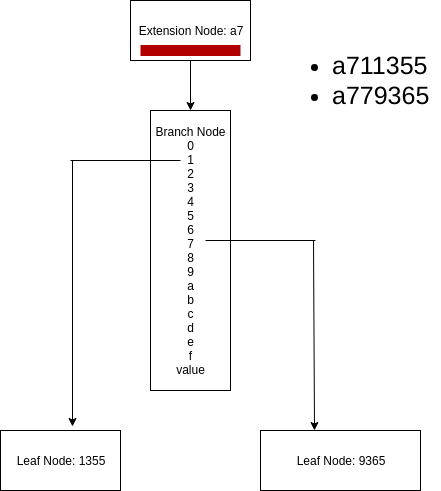 Extension Node: a7
• a711355
• a779365
Branch Node
0
1
2
3
4
5
6
7
8
9
a
b
c
d
e
f
value
Leaf Node: 1355
Leaf Node: 9365